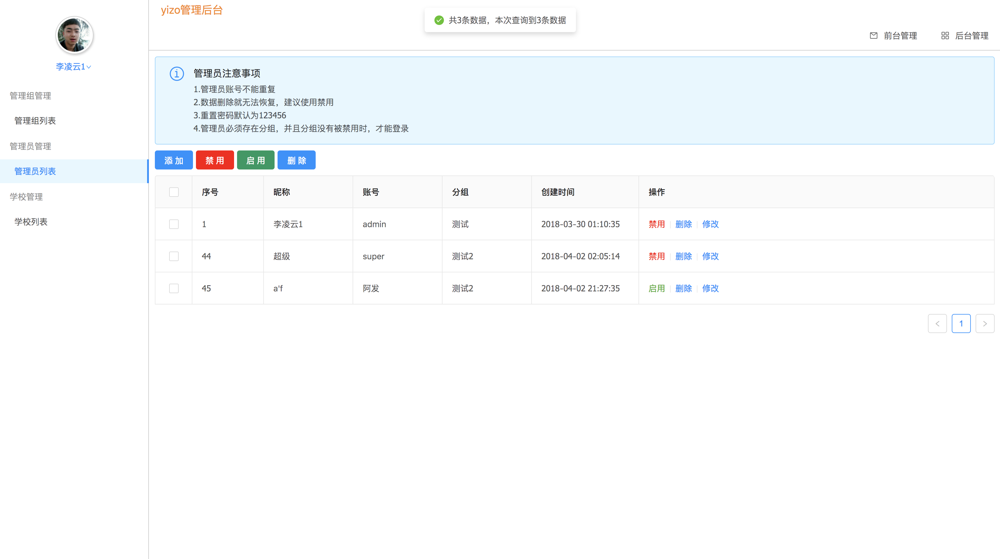 yizo管理后台
共3条数据，本次查询到3条数据
前台管理 后台管理
李凌云1
管理组管理
管理组列表
管理员管理
管理员列表
学校管理
学校列表
管理员注意事项
1.管理员账号不能重复
2.数据删除就无法恢复，建议使用禁用
3.重置密码默认为123456
4.管理员必须存在分组，并且分组没有被禁用时，才能登录
添加 禁用 启用 删除
序号 昵称 账号 分组 创建时间 操作
1 李凌云1 admin 测试 2018-03-30 01:10:35 禁用 删除 修改
44 超级 super 测试2 2018-04-02 02:05:14 禁用 删除 修改
45 a'f 阿发 测试2 2018-04-02 21:27:35 启用 删除 修改
1